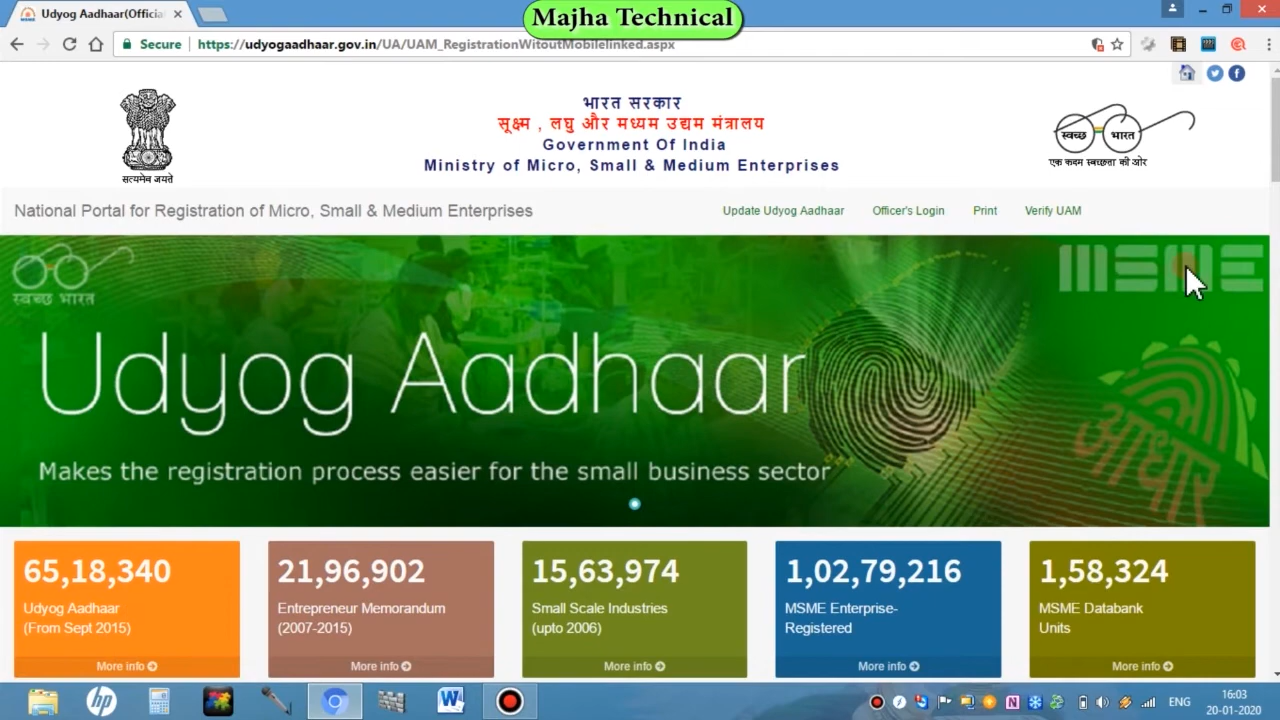 Majha Technical
Udyog Aadhaar(Officia
Secure
https://udyogaadhaar.gov.in/UA/UAM_RegistrationWitoutMobilelinked.aspx
सत्यमेव जयते
भारत सरकार
सूक्ष्म , लघु और मध्यम उद्यम मंत्रालय
Government Of India
Ministry of Micro, Small & Medium Enterprises
स्वच्छ भारत
एक कदम स्वच्छता की ओर
National Portal for Registration of Micro, Small & Medium Enterprises
Update Udyog Aadhaar Officer's Login Print Verify UAM
स्वच्छ भारत
MSME
Udyog Aadhaar
आधार
Makes the registration process easier for the small business sector
65,18,340
Udyog Aadhaar
(From Sept 2015)
More info
21,96,902
Entrepreneur Memorandum
(2007-2015)
More info
15,63,974
Small Scale Industries
(upto 2006)
More info
1,02,79,216
MSME Enterprise-
Registered
More info
1,58,324
MSME Databank
Units
More info
ENG
16:03
20-01-2020